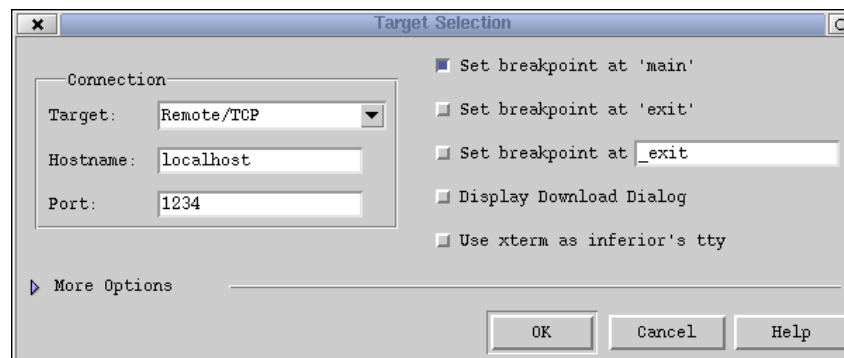 Target Selection
Connection
Target: Remote/TCP
Hostname: localhost
Port: 1234
Set breakpoint at 'main'
Set breakpoint at 'exit'
Set breakpoint at _exit
Display Download Dialog
Use xterm as inferior's tty
More Options
OK Cancel Help